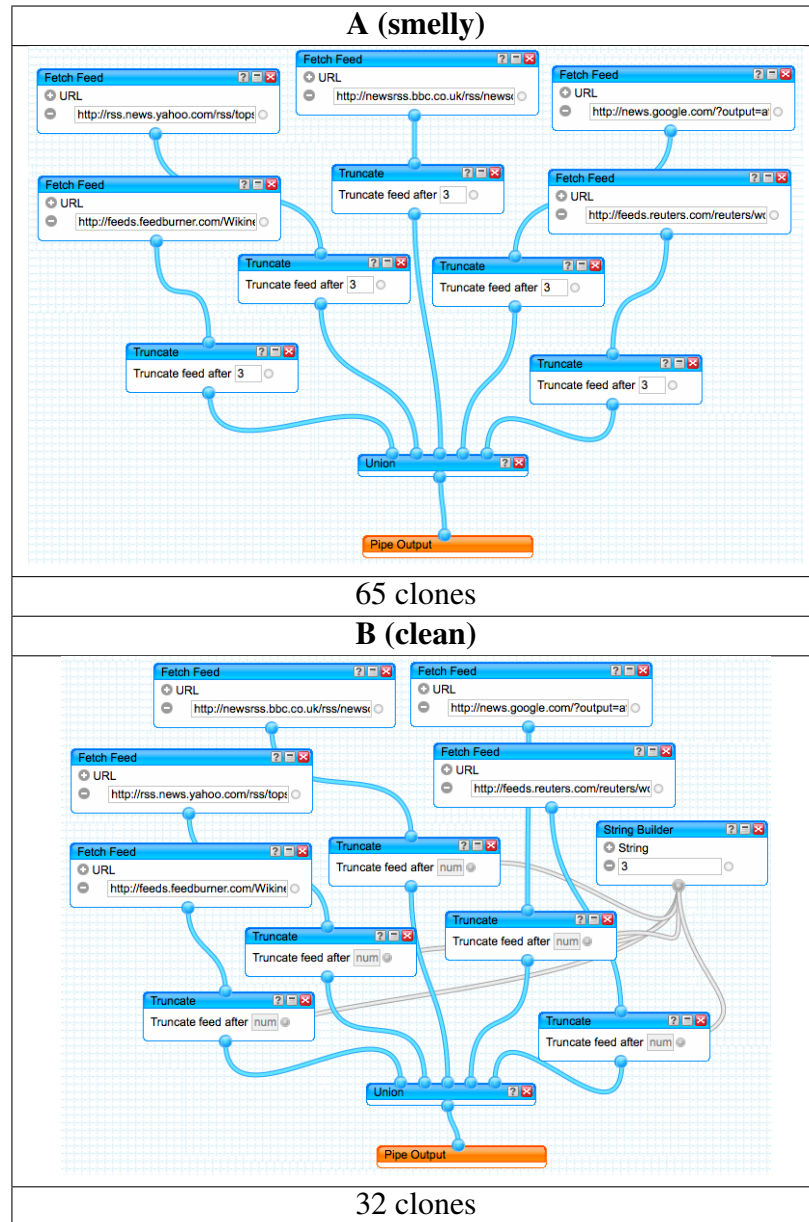 A (smelly)
Fetch Feed
URL
http://rss.news.yahoo.com/rss/tops
Fetch Feed
URL
http://newsrss.bbc.co.uk/rss/newso
Fetch Feed
URL
http://news.google.com/?output=at
Fetch Feed
URL
http://feeds.feedburner.com/Wikine
Truncate
Truncate feed after 3
Fetch Feed
URL
http://feeds.reuters.com/reuters/wo
Truncate
Truncate feed after 3
Truncate
Truncate feed after 3
Truncate
Truncate feed after 3
Truncate
Truncate feed after 3
Union
Pipe Output
65 clones
B (clean)
Fetch Feed
URL
http://newsrss.bbc.co.uk/rss/newso
Fetch Feed
URL
http://news.google.com/?output=at
Fetch Feed
URL
http://rss.news.yahoo.com/rss/tops
Fetch Feed
URL
http://feeds.reuters.com/reuters/wo
Fetch Feed
URL
http://feeds.feedburner.com/Wikine
Truncate
Truncate feed after num
String Builder
String
3
Truncate
Truncate feed after num
Truncate
Truncate feed after num
Truncate
Truncate feed after num
Truncate
Truncate feed after num
Union
Pipe Output
32 clones